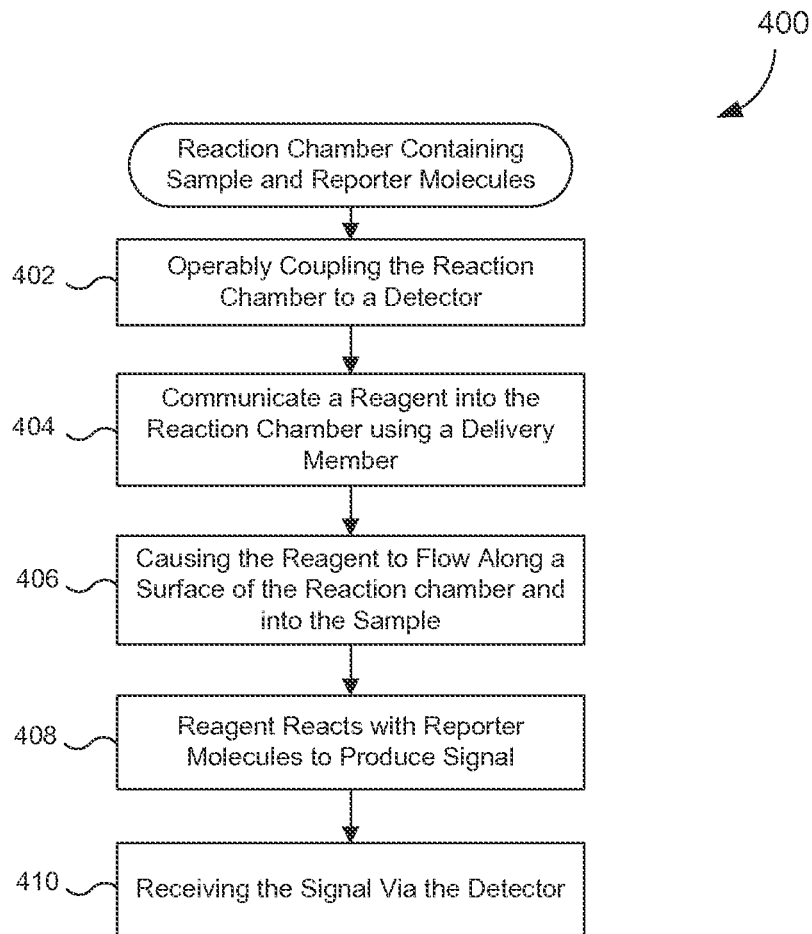 400
Reaction Chamber Containing
Sample and Reporter Molecules
402
Operably Coupling the Reaction
Chamber to a Detector
404
Communicate a Reagent into the
Reaction Chamber using a Delivery
Member
406
Causing the Reagent to Flow Along a
Surface of the Reaction chamber and
into the Sample
408
Reagent Reacts with Reporter
Molecules to Produce Signal
410
Receiving the Signal Via the Detector